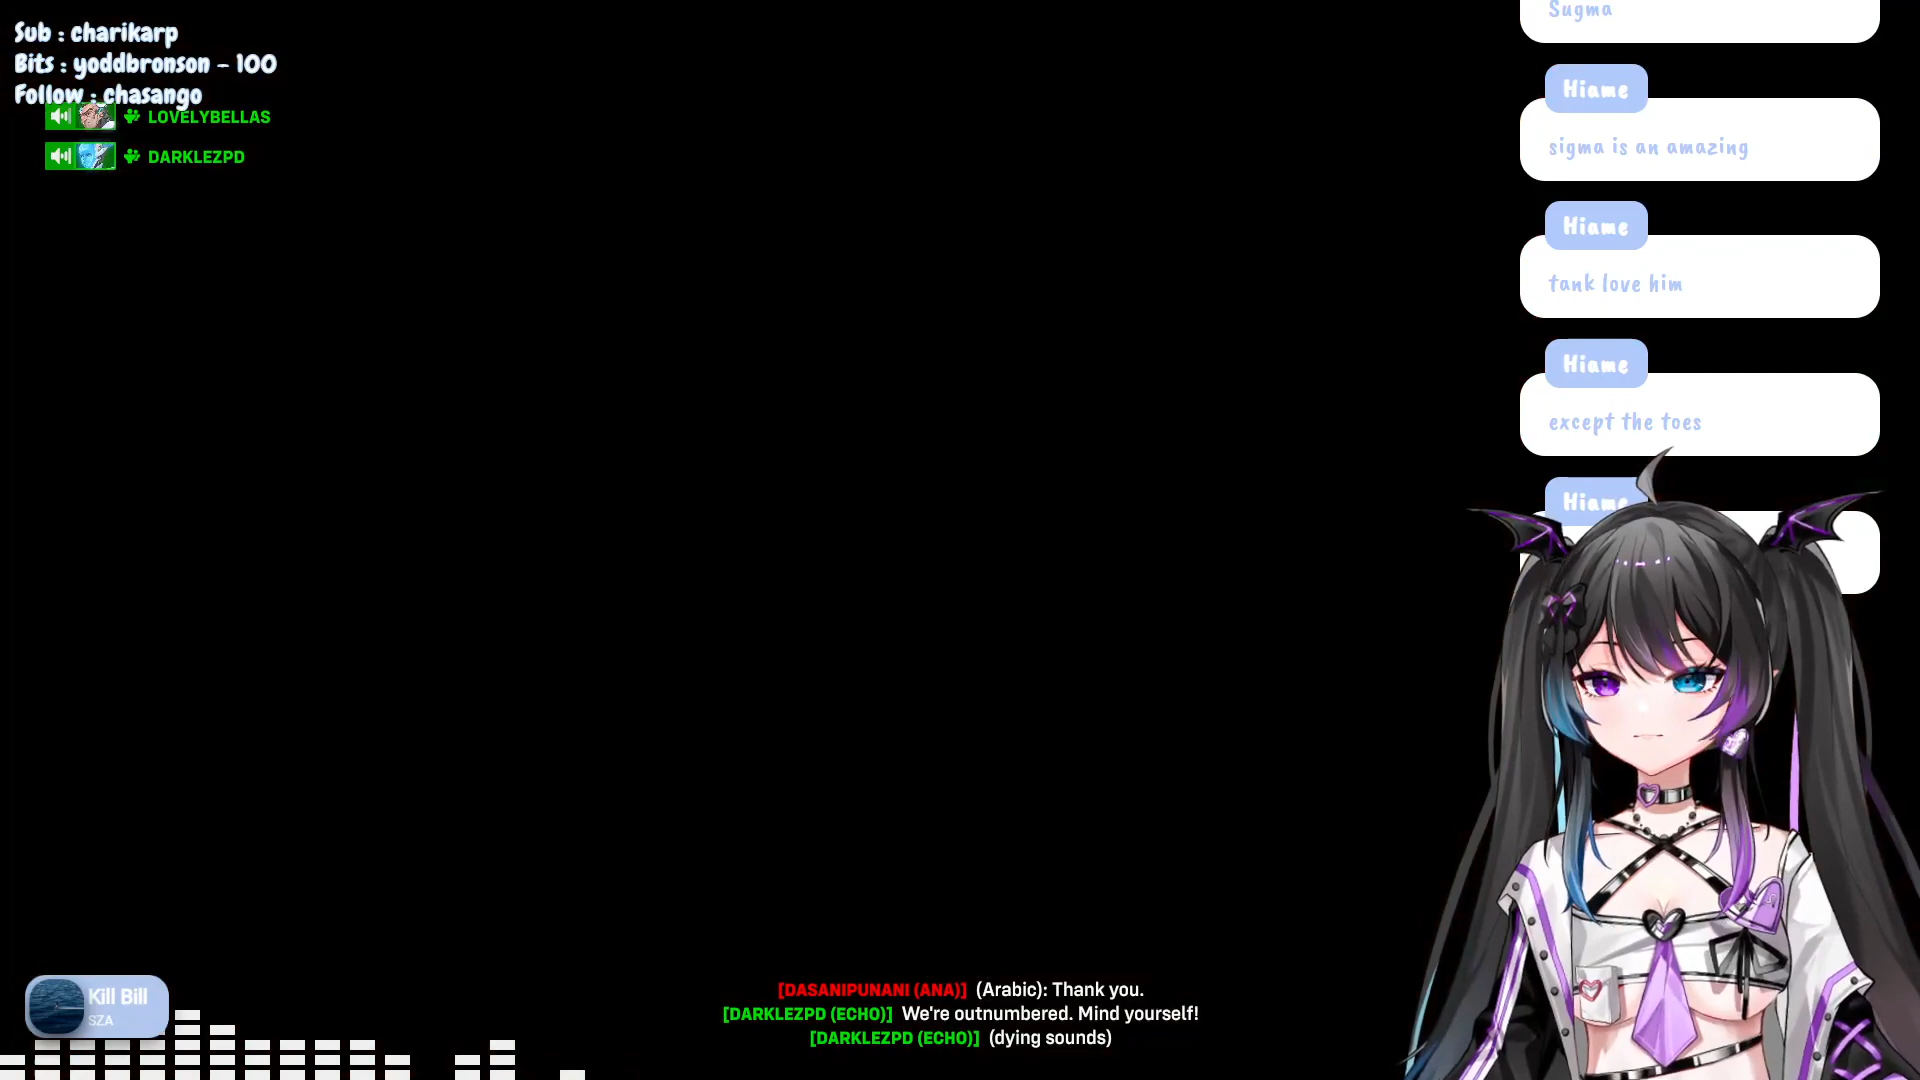 Sub : charikarp
Bits : yoddbronson - 100
Follow : chasango
LOVELYBELLAS
DARKLEZPD
Sugma
Hiame
sigma is an amazing
Hiame
tank love him
Hiame
except the toes
Hiame
Kill Bill
SZA
[DASANIPUNANI (ANA)] (Arabic): Thank you.
[DARKLEZPD (ECHO)] We're outnumbered. Mind yourself!
[DARKLEZPD (ECHO)] (dying sounds)